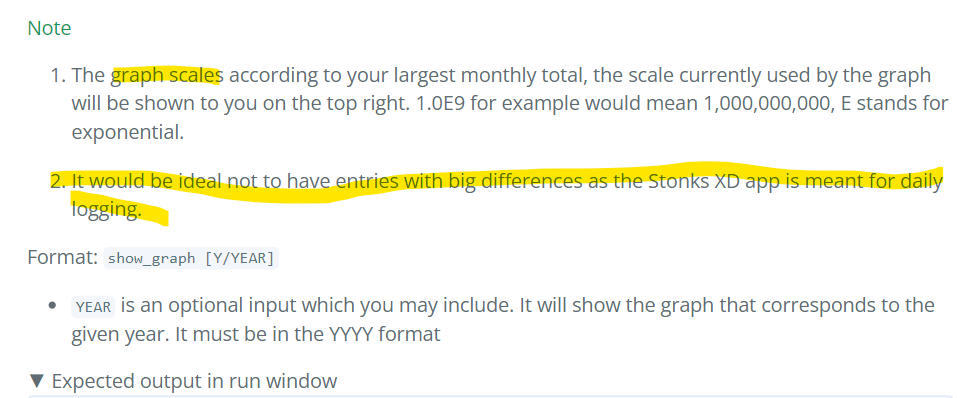 Note
1. The graph scales according to your largest monthly total, the scale currently used by the graph
will be shown to you on the top right. 1.0E9 for example would mean 1,000,000,000, E stands for
exponential.
2. It would be ideal not to have entries with big differences as the Stonks XD app is meant for daily
logging.
Format: show_graph [Y/YEAR]
• YEAR is an optional input which you may include. It will show the graph that corresponds to the
given year. It must be in the YYYY format
▼ Expected output in run window